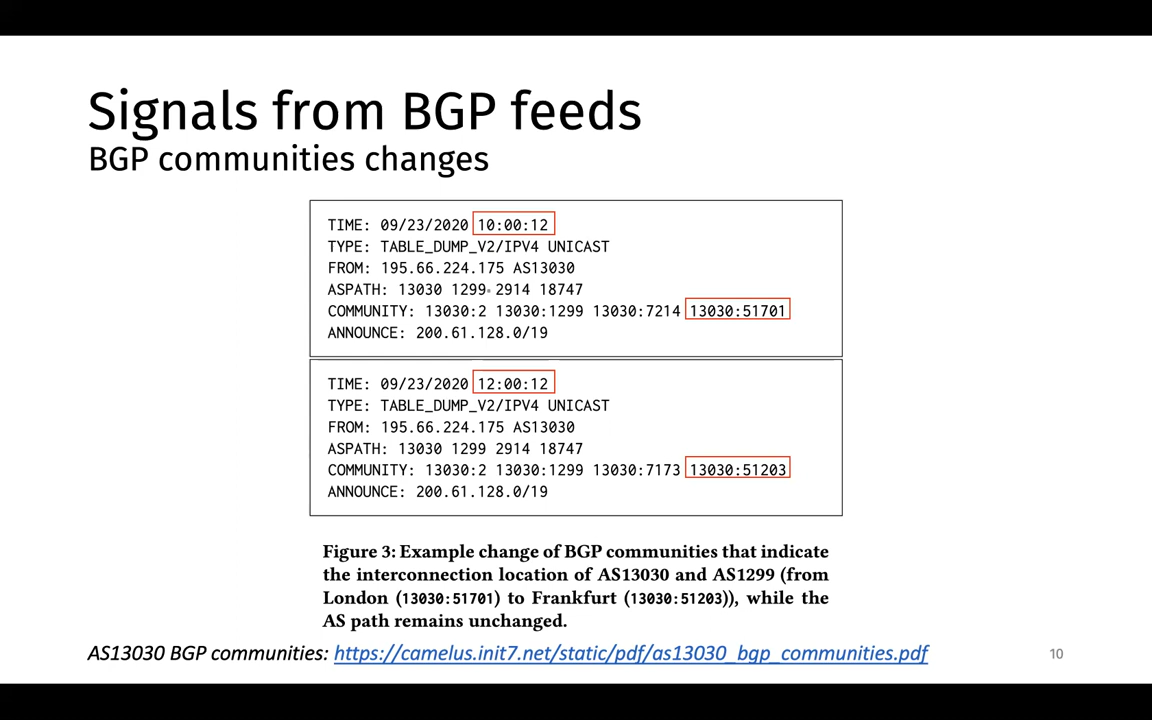 Signals from BGP feeds
BGP communities changes
TIME: 09/23/2020 10:00:12
TYPE: TABLE_DUMP_V2/IPV4 UNICAST
FROM: 195.66.224.175 AS13030
ASPATH: 13030 1299 2914 18747
COMMUNITY: 13030:2 13030:1299 13030:7214 13030:51701
ANNOUNCE: 200.61.128.0/19
TIME: 09/23/2020 12:00:12
TYPE: TABLE_DUMP_V2/IPV4 UNICAST
FROM: 195.66.224.175 AS13030
ASPATH: 13030 1299 2914 18747
COMMUNITY: 13030:2 13030:1299 13030:7173 13030:51203
ANNOUNCE: 200.61.128.0/19
Figure 3: Example change of BGP communities that indicate
the interconnection location of AS13030 and AS1299 (from
London (13030:51701) to Frankfurt (13030:51203)), while the
AS path remains unchanged.
AS13030 BGP communities: https://camelus.init7.net/static/pdf/as13030_bgp_communities.pdf
10